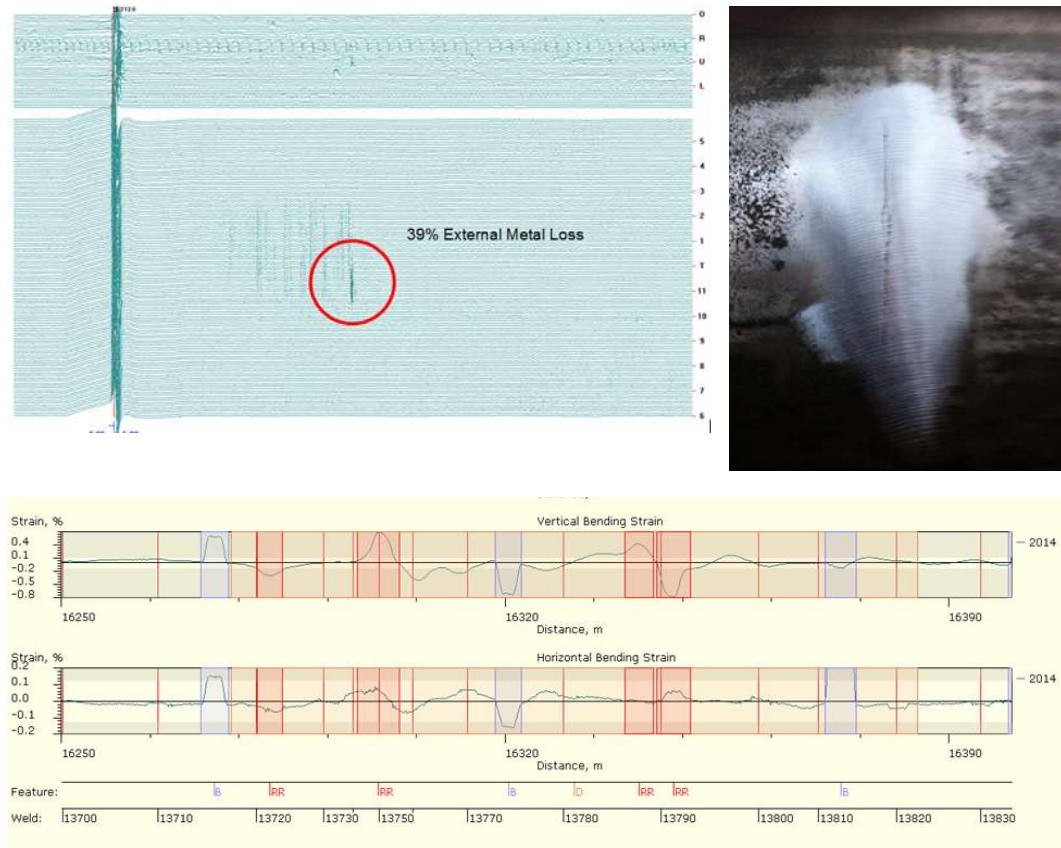 O
R
U
L
5
4
3
2
1
T
11
10
9
8
7
6
39% External Metal Loss
Strain, %
Vertical Bending Strain
0.4
0.1
-0.2
-0.5
-0.8
2014
16250
16320
16390
Distance, m
Strain, %
Horizontal Bending Strain
0.2
0.1
0.0
-0.1
-0.2
2014
16250
16320
16390
Distance, m
Feature: B RR RR B D RR RR B
Weld: 13700 13710 13720 13730 13750 13770 13780 13790 13800 13810 13820 13830